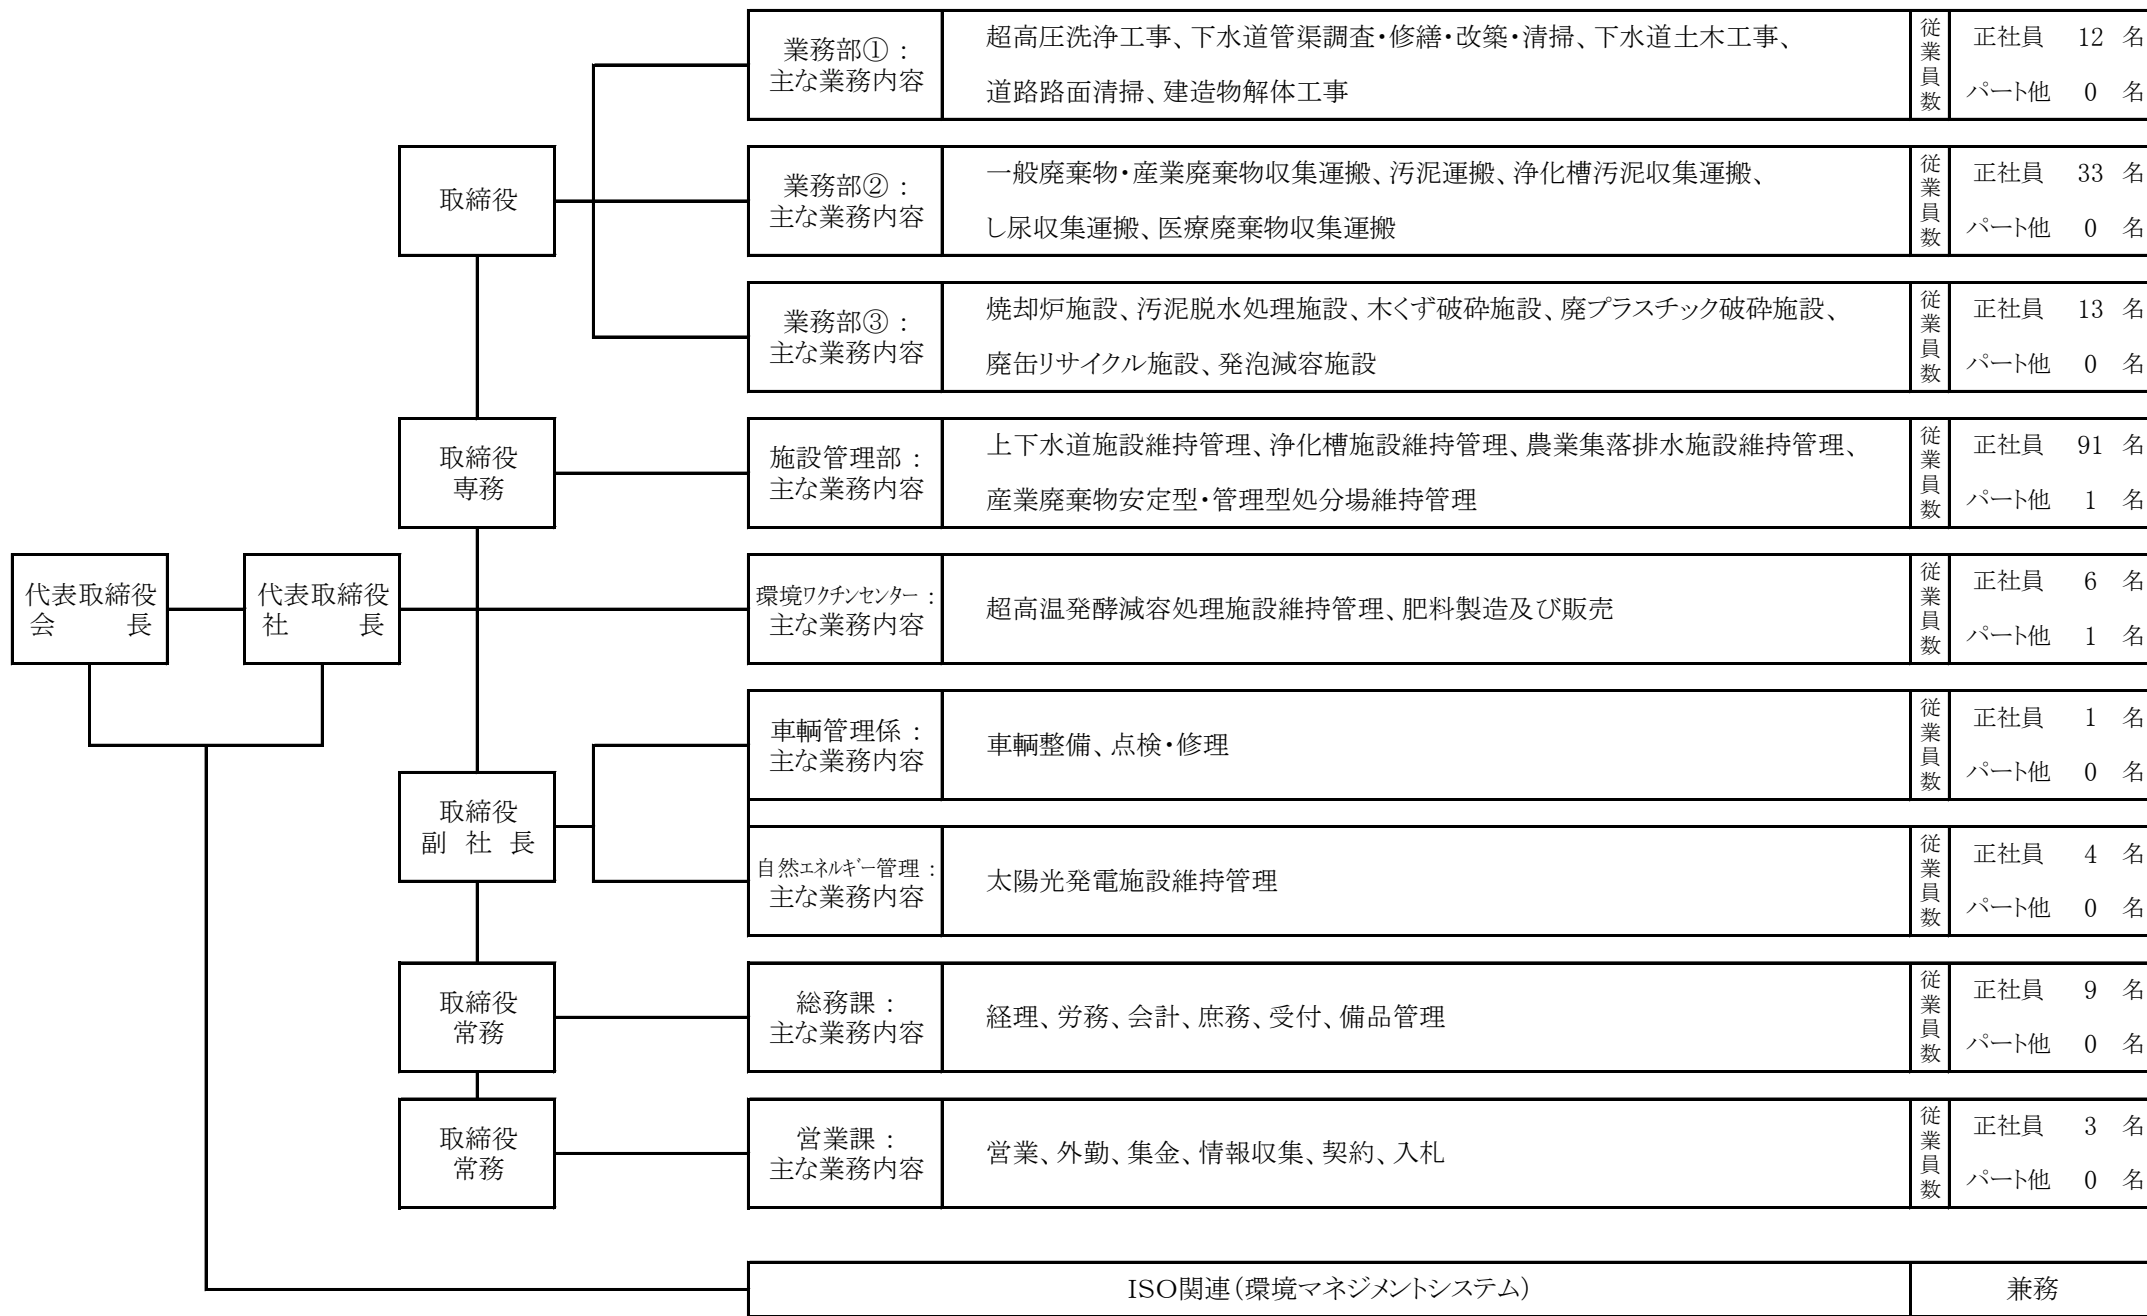 業務部①：
主な業務内容
超高圧洗浄工事、下水道管渠調査・修繕・改築・清掃、下水道土木工事、
道路路面清掃、建造物解体工事
従業員数
正社員 12 名
パート他 0 名
取締役
業務部②：
主な業務内容
一般廃棄物・産業廃棄物収集運搬、汚泥運搬、浄化槽汚泥収集運搬、
し尿収集運搬、医療廃棄物収集運搬
従業員数
正社員 33 名
パート他 0 名
業務部③：
主な業務内容
焼却炉施設、汚泥脱水処理施設、木くず破砕施設、廃プラスチック破砕施設、
廃缶リサイクル施設、発泡減容施設
従業員数
正社員 13 名
パート他 0 名
取締役
専務
施設管理部：
主な業務内容
上下水道施設維持管理、浄化槽施設維持管理、農業集落排水施設維持管理、
産業廃棄物安定型・管理型処分場維持管理
従業員数
正社員 91 名
パート他 1 名
代表取締役
会　　長
代表取締役
社　　長
環境ワクチンセンター：
主な業務内容
超高温発酵減容処理施設維持管理、肥料製造及び販売
従業員数
正社員 6 名
パート他 1 名
車輌管理係：
主な業務内容
車輌整備、点検・修理
従業員数
正社員 1 名
パート他 0 名
取締役
副 社 長
自然エネルギー管理：
主な業務内容
太陽光発電施設維持管理
従業員数
正社員 4 名
パート他 0 名
取締役
常務
総務課：
主な業務内容
経理、労務、会計、庶務、受付、備品管理
従業員数
正社員 9 名
パート他 0 名
取締役
常務
営業課：
主な業務内容
営業、外勤、集金、情報収集、契約、入札
従業員数
正社員 3 名
パート他 0 名
ISO関連（環境マネジメントシステム）
兼務